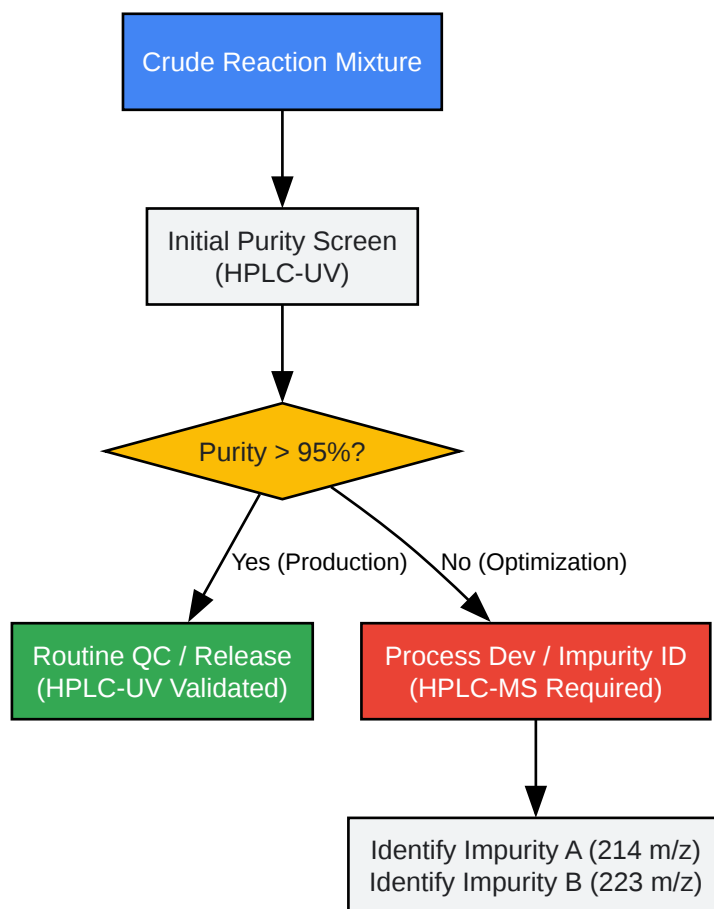 Crude Reaction Mixture
Initial Purity Screen
(HPLC-UV)
Purity > 95%?
Yes (Production)
No (Optimization)
Routine QC / Release
(HPLC-UV Validated)
Process Dev / Impurity ID
(HPLC-MS Required)
Identify Impurity A (214 m/z)
Identify Impurity B (223 m/z)